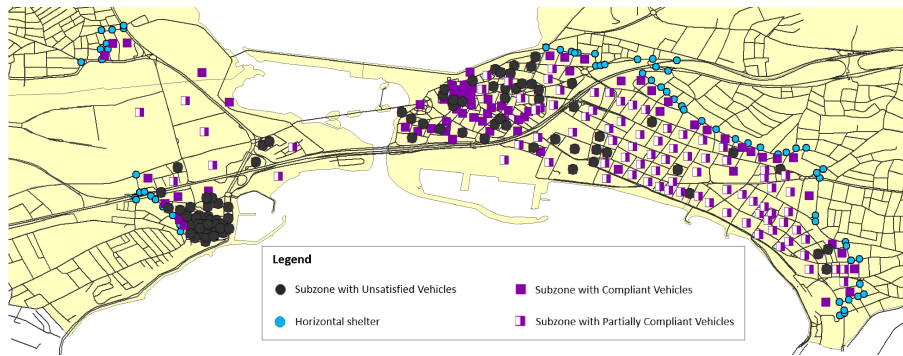 Legend
Subzone with Unsatisfied Vehicles
Subzone with Compliant Vehicles
Horizontal shelter
Subzone with Partially Compliant Vehicles